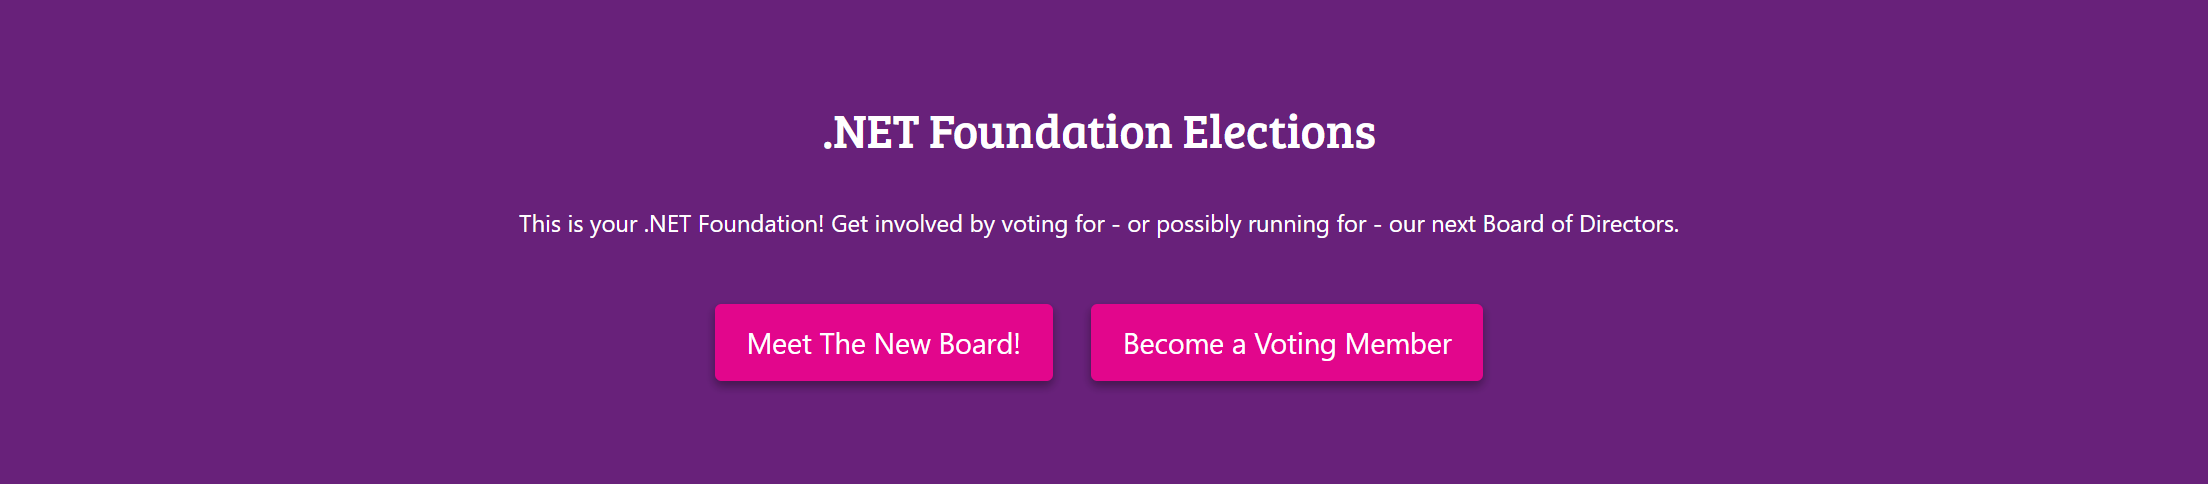 .NET Foundation Elections
This is your .NET Foundation! Get involved by voting for - or possibly running for - our next Board of Directors.
Meet The New Board!
Become a Voting Member